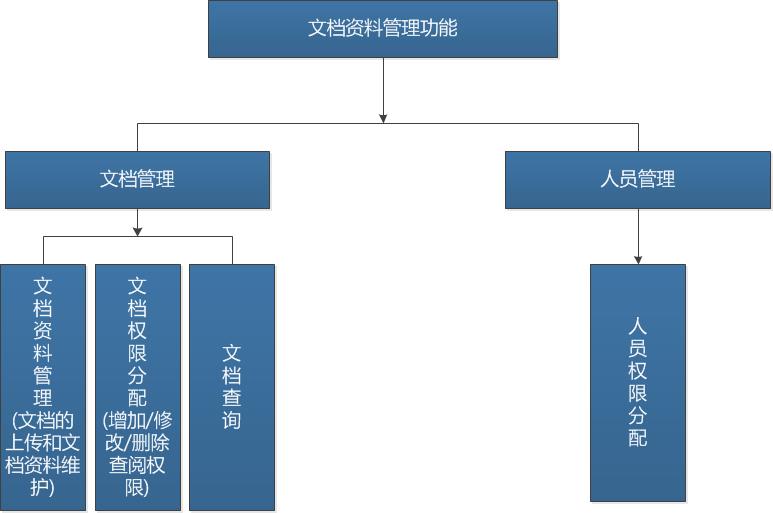 文档资料管理功能
文档管理
人员管理
文
档
资
料
管
理
(文档的
上传和文
档资料维
护)
文
档
权
限
分
配
(增加/修
改/删除
查阅权
限)
文
档
查
询
人
员
权
限
分
配